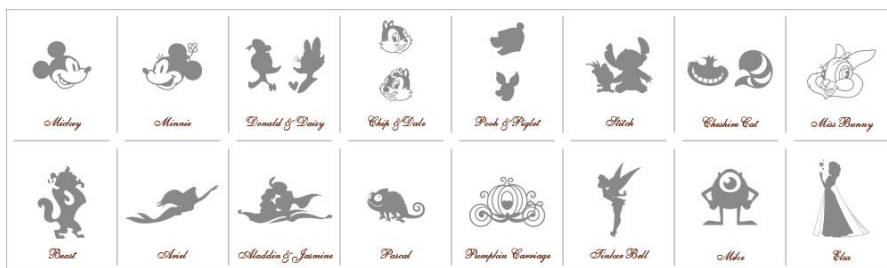 Mickey
Minnie
Donald & Daisy
Chip & Dale
Pooh & Piglet
Stitch
Cheshire Cat
Miss Bunny
Beast
Ariel
Aladdin & Jasmine
Pascal
Pumpkin Carriage
Tinker Bell
Mike
Elsa